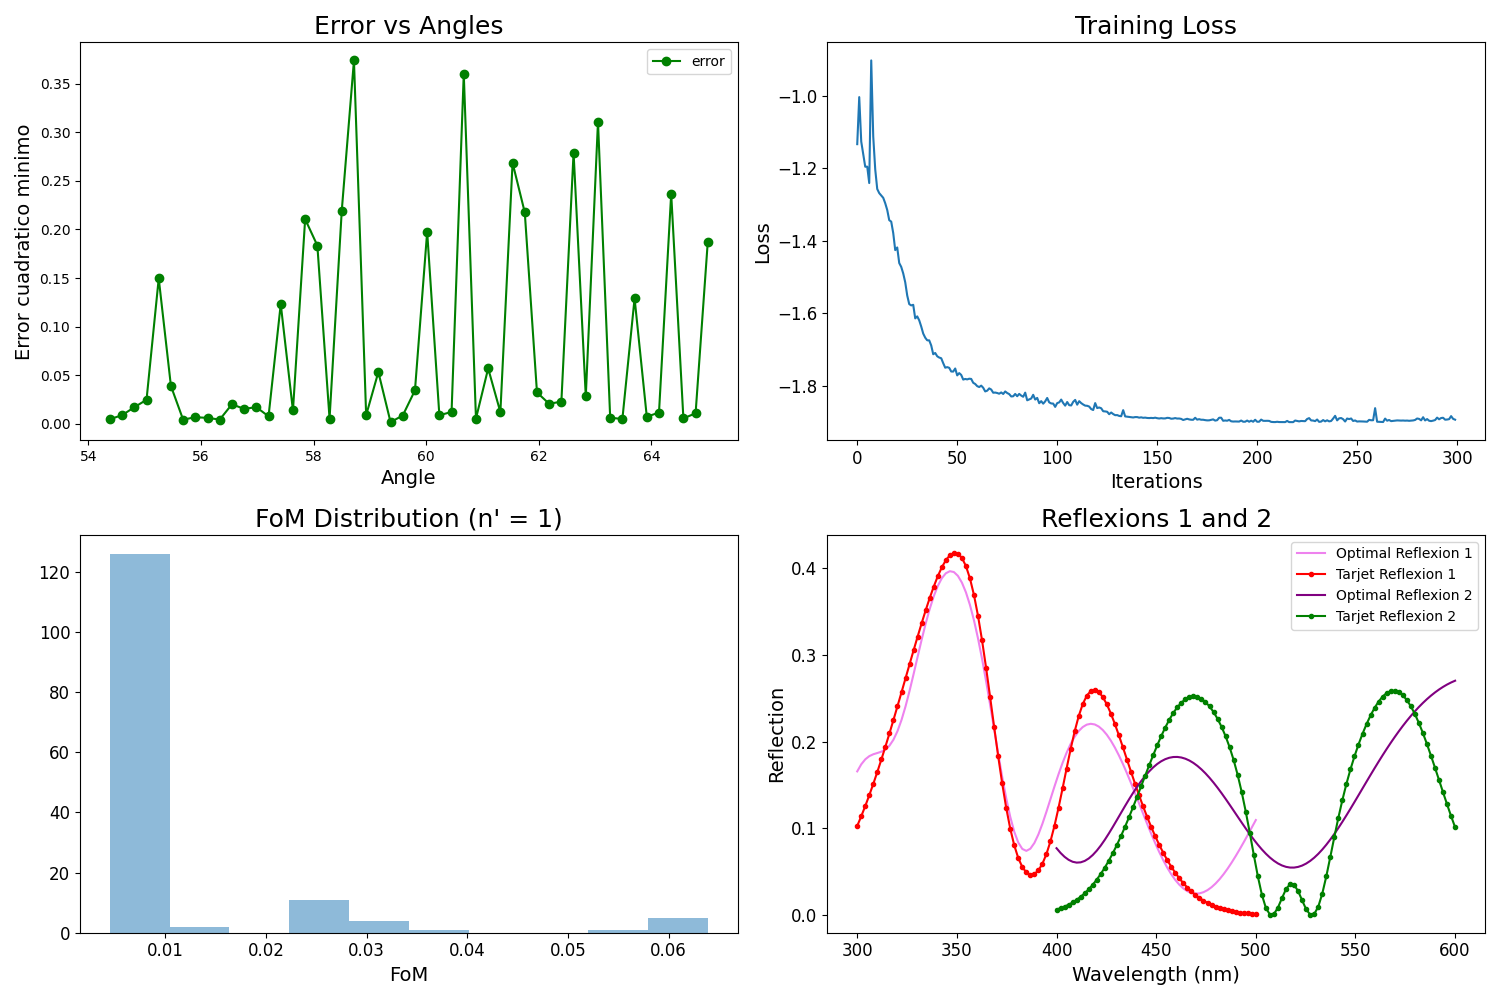 Error vs Angles
error
0.35
0.30
0.25
0.20
0.15
0.10
0.05
0.00
Error cuadratico minimo
54 56 58 60 62 64
Angle
Training Loss
−1.0
−1.2
−1.4
−1.6
−1.8
Loss
0 50 100 150 200 250 300
Iterations
FoM Distribution (n' = 1)
120
100
80
60
40
20
0
0.01 0.02 0.03 0.04 0.05 0.06
FoM
Reflexions 1 and 2
Optimal Reflexion 1
Tarjet Reflexion 1
Optimal Reflexion 2
Tarjet Reflexion 2
0.4
0.3
0.2
0.1
0.0
Reflection
300 350 400 450 500 550 600
Wavelength (nm)